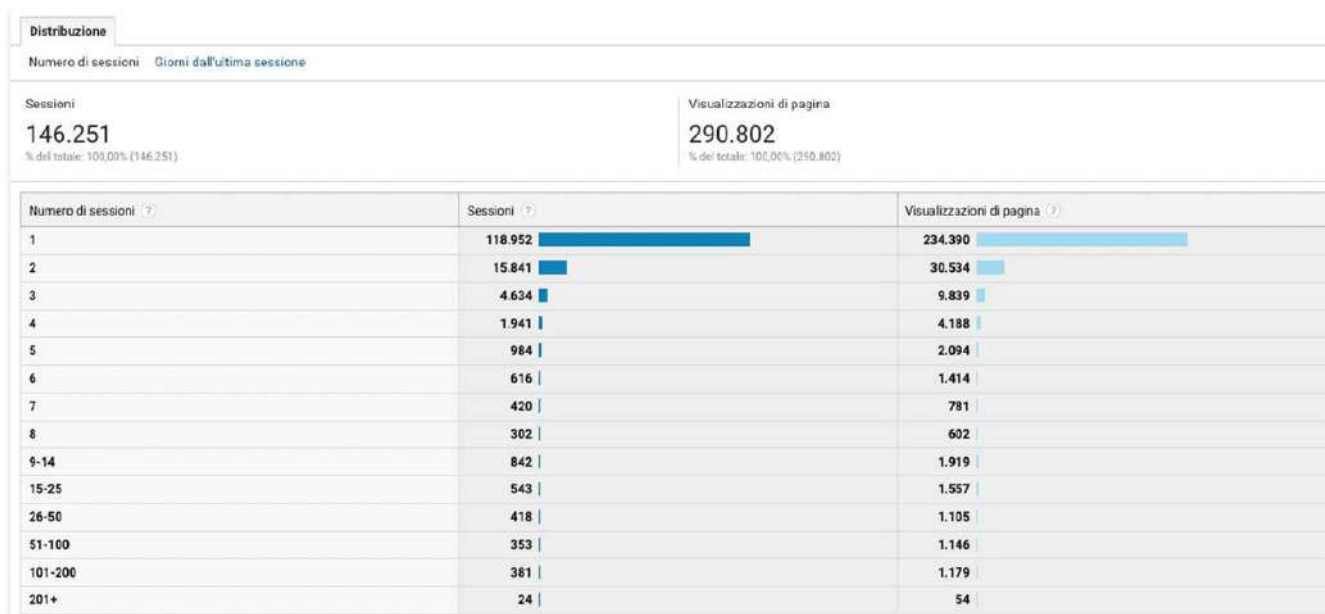 Distribuzione
Numero di sessioni Giorni dall'ultima sessione
Sessioni Visualizzazioni di pagina
146.251 290.802
% del totale: 100,00% (146.251) % del totale: 100,00% (290.802)
Numero di sessioni ? Sessioni ? Visualizzazioni di pagina ?
1 118.952 234.390
2 15.841 30.534
3 4.634 9.839
4 1.941 4.188
5 984 2.094
6 616 1.414
7 420 781
8 302 602
9-14 842 1.919
15-25 543 1.557
26-50 418 1.105
51-100 353 1.146
101-200 381 1.179
201+ 24 54